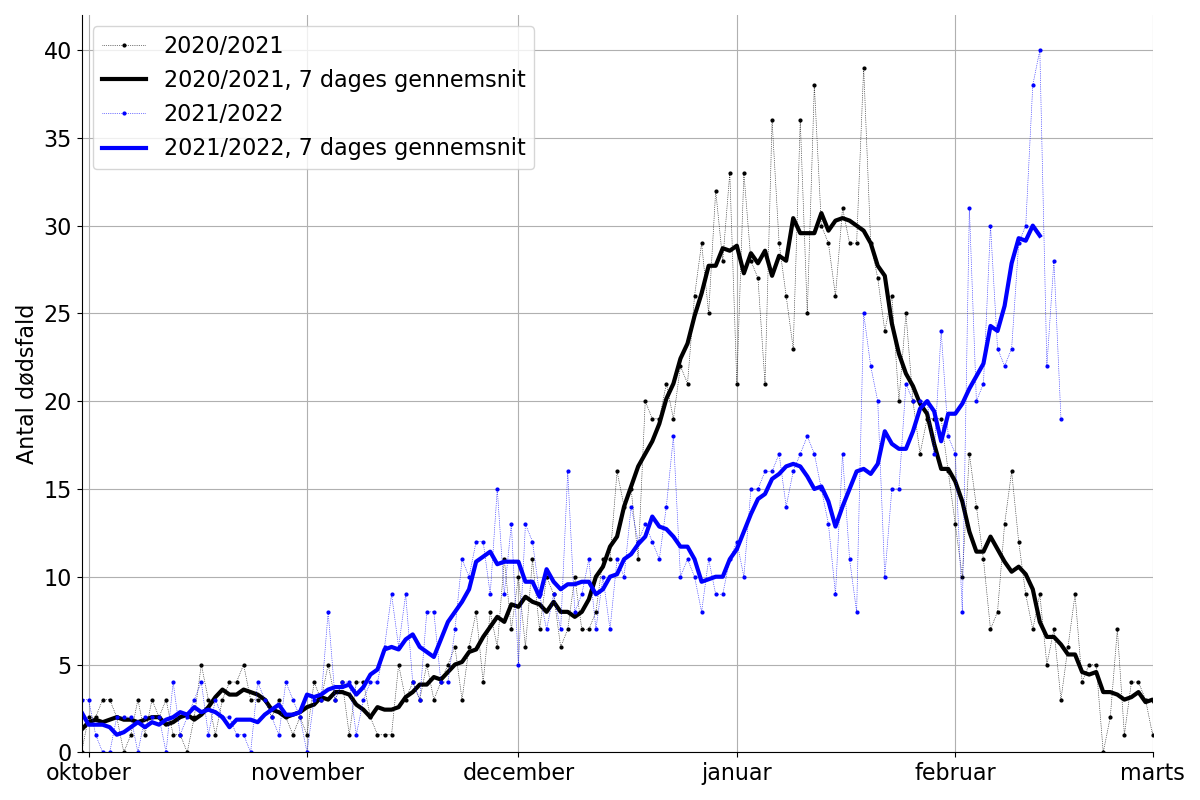 2020/2021
2020/2021, 7 dages gennemsnit
2021/2022
2021/2022, 7 dages gennemsnit
Antal dødsfald
40
35
30
25
20
15
10
5
0
oktober november december januar februar marts